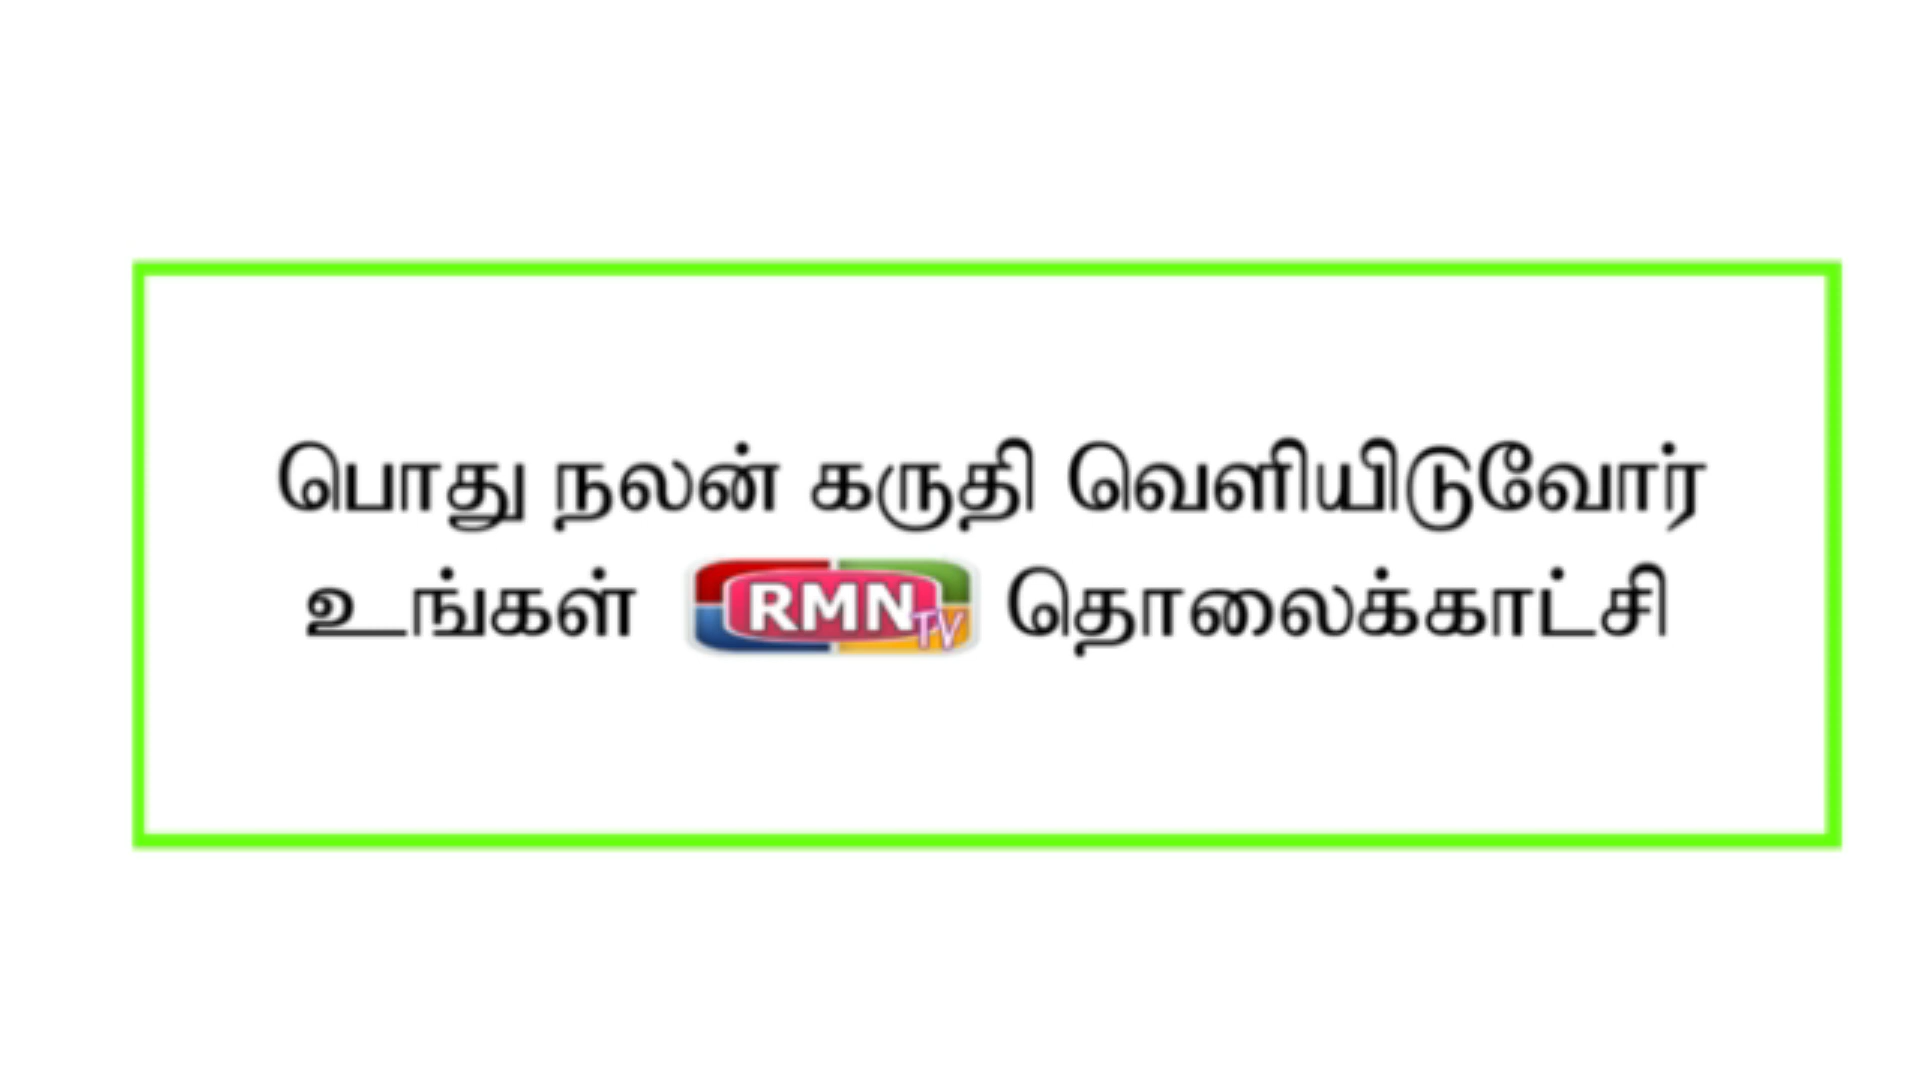 பொது நலன் கருதி வெளியிடுவோர்
உங்கள் RMN TV தொலைக்காட்சி